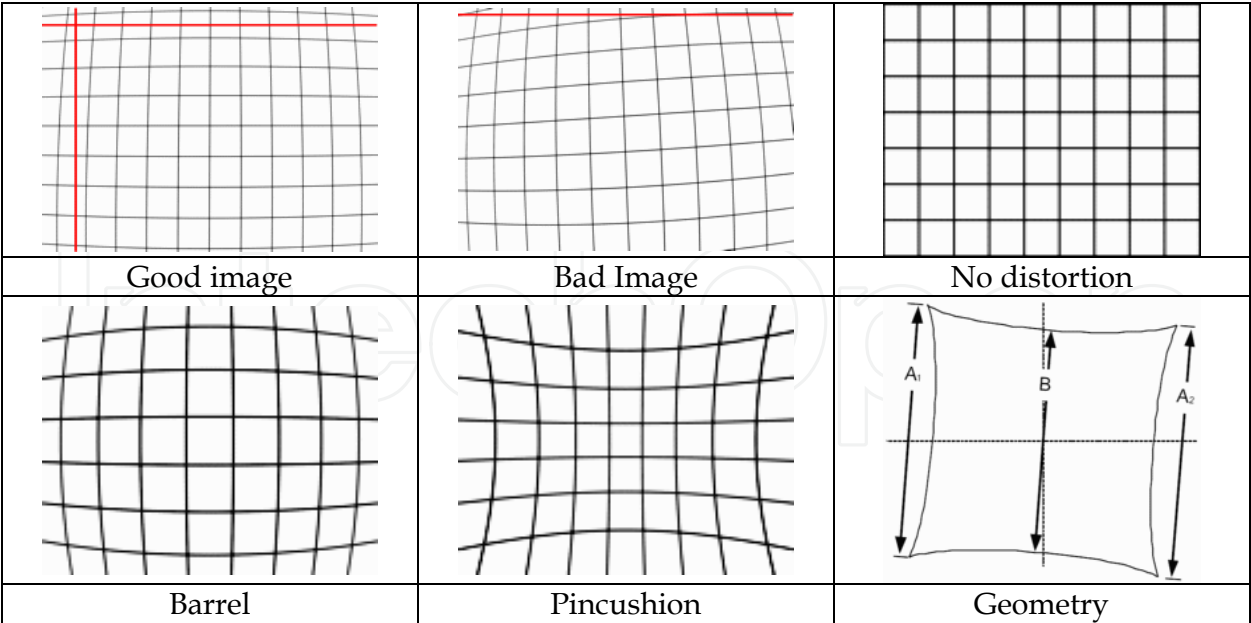 Good image
Bad Image
No distortion
A1
B
A2
Barrel
Pincushion
Geometry